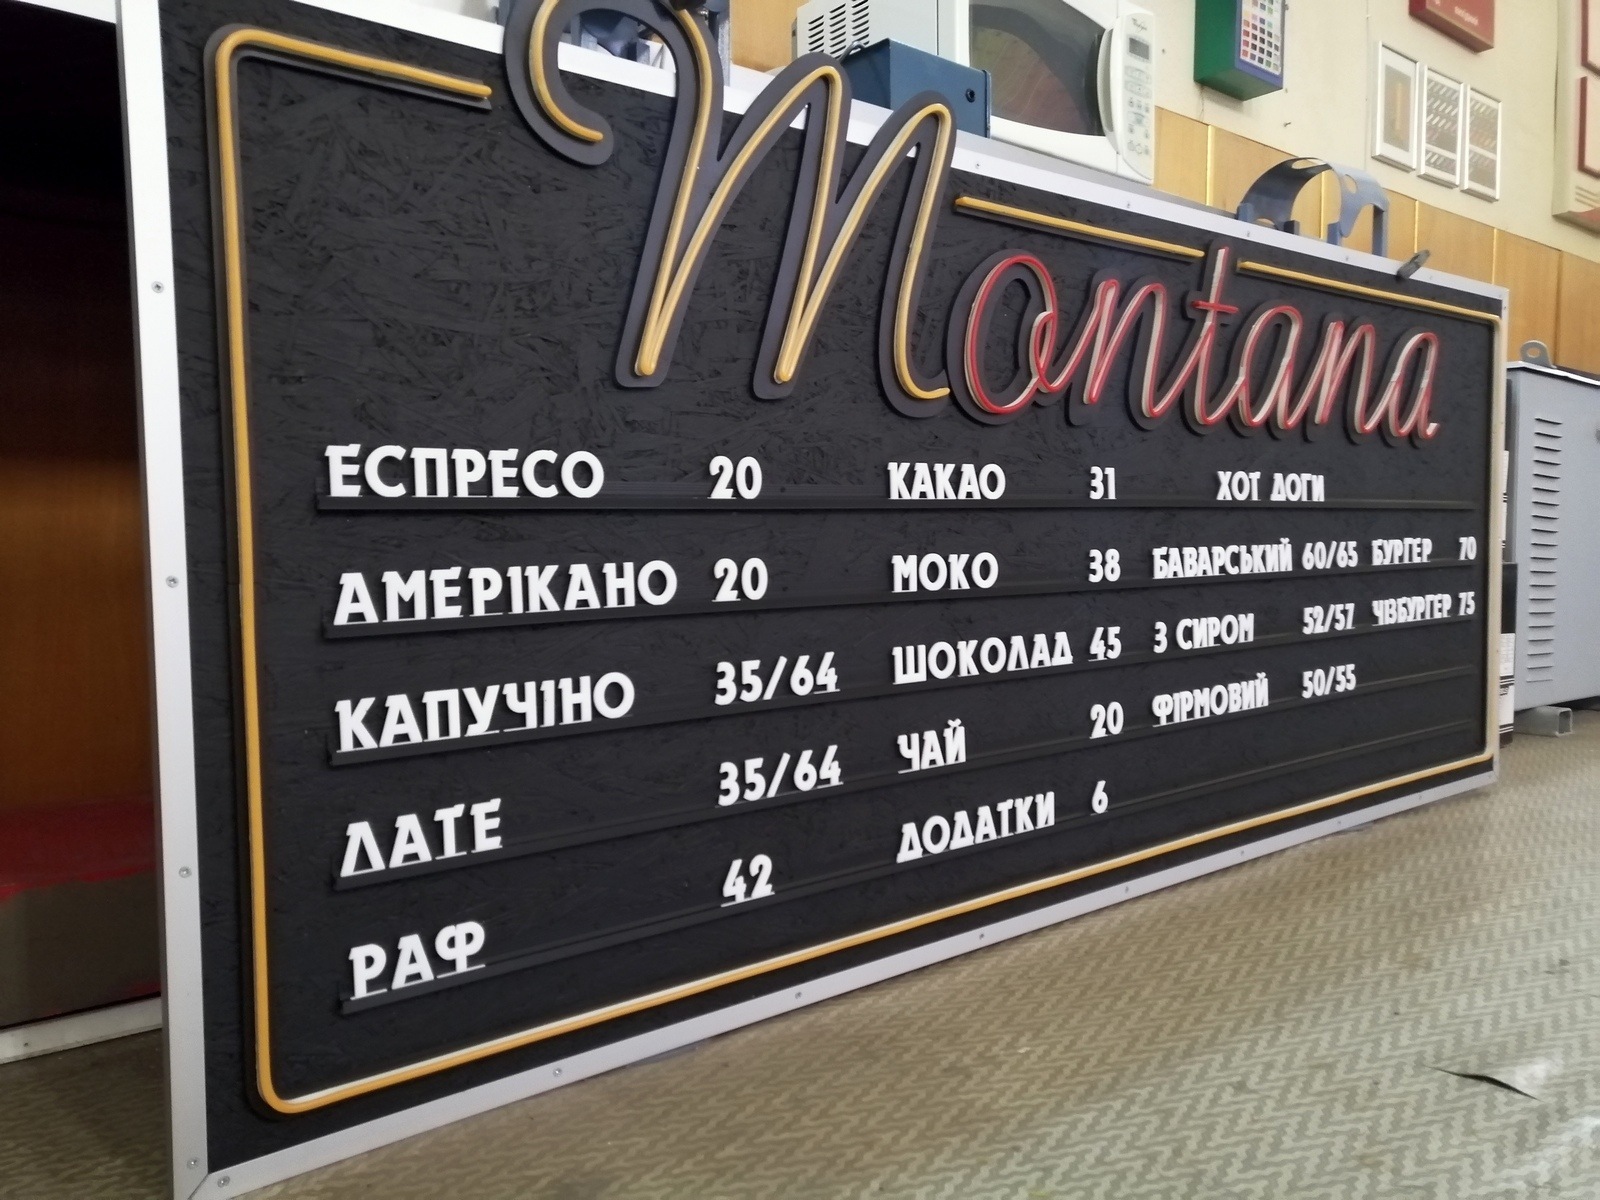 Montana
ЕСПРЕСО 20 КАКАО 31 ХОТ ДОГИ
АМЕРІКАНО 20 МОКО 38 БАВАРСЬКИЙ 60/65 БУРГЕР 70
КАПУЧІНО 35/64 ШОКОЛАД 45 З СИРОМ 52/57 ЧІЗБУРГЕР 75
ЛАТЕ 35/64 ЧАЙ 20 ФІРМОВИЙ 50/55
РАФ 42 ДОДАТКИ 6